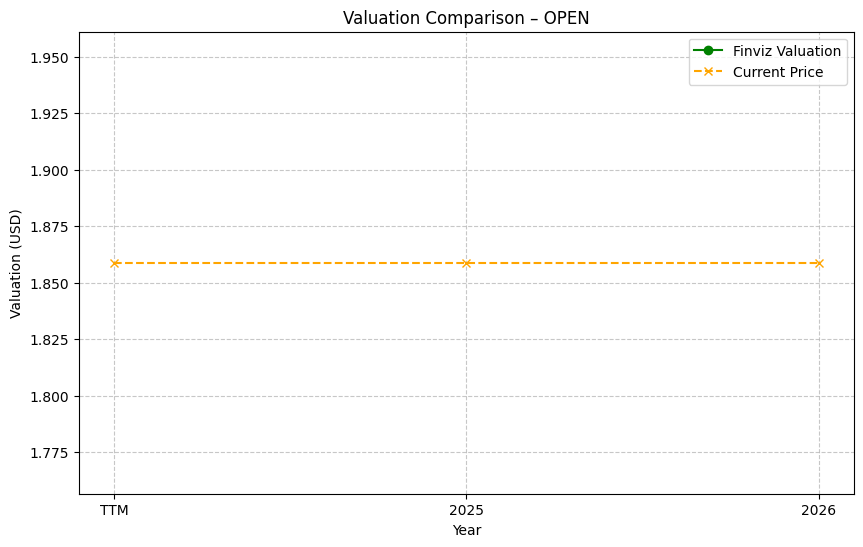 Valuation Comparison – OPEN
Finviz Valuation
Current Price
1.950
1.925
1.900
1.875
1.850
1.825
1.800
1.775
Valuation (USD)
TTM
2025
2026
Year